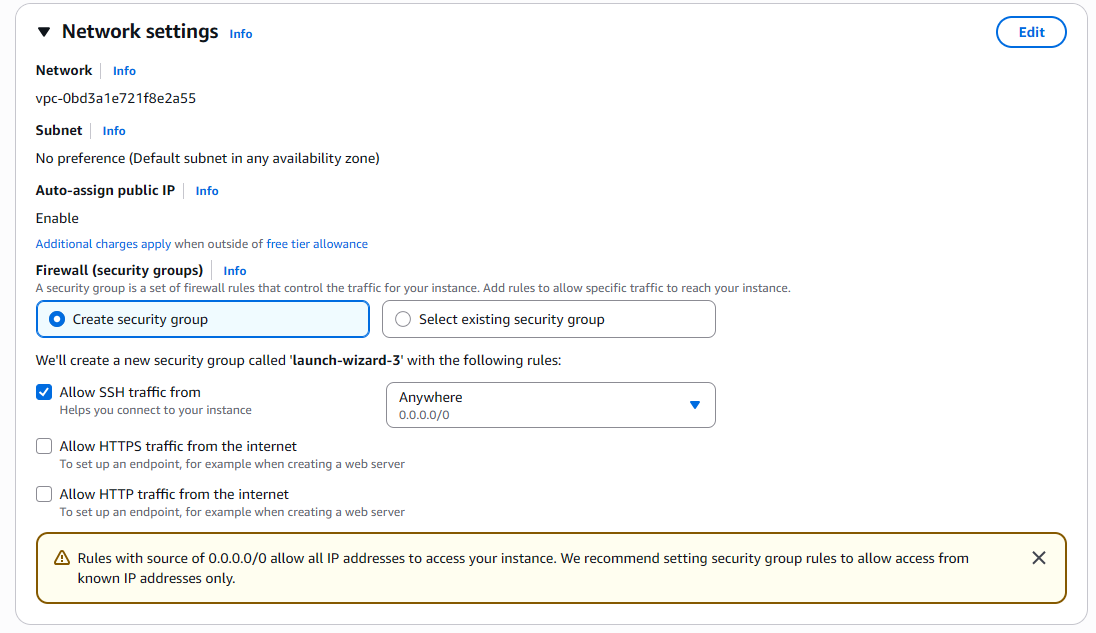 Network settings Info
Edit
Network Info
vpc-0bd3a1e721f8e2a55
Subnet Info
No preference (Default subnet in any availability zone)
Auto-assign public IP Info
Enable
Additional charges apply when outside of free tier allowance
Firewall (security groups) Info
A security group is a set of firewall rules that control the traffic for your instance. Add rules to allow specific traffic to reach your instance.
Create security group
Select existing security group
We'll create a new security group called 'launch-wizard-3' with the following rules:
Allow SSH traffic from
Helps you connect to your instance
Anywhere
0.0.0.0/0
Allow HTTPS traffic from the internet
To set up an endpoint, for example when creating a web server
Allow HTTP traffic from the internet
To set up an endpoint, for example when creating a web server
Rules with source of 0.0.0.0/0 allow all IP addresses to access your instance. We recommend setting security group rules to allow access from
known IP addresses only.